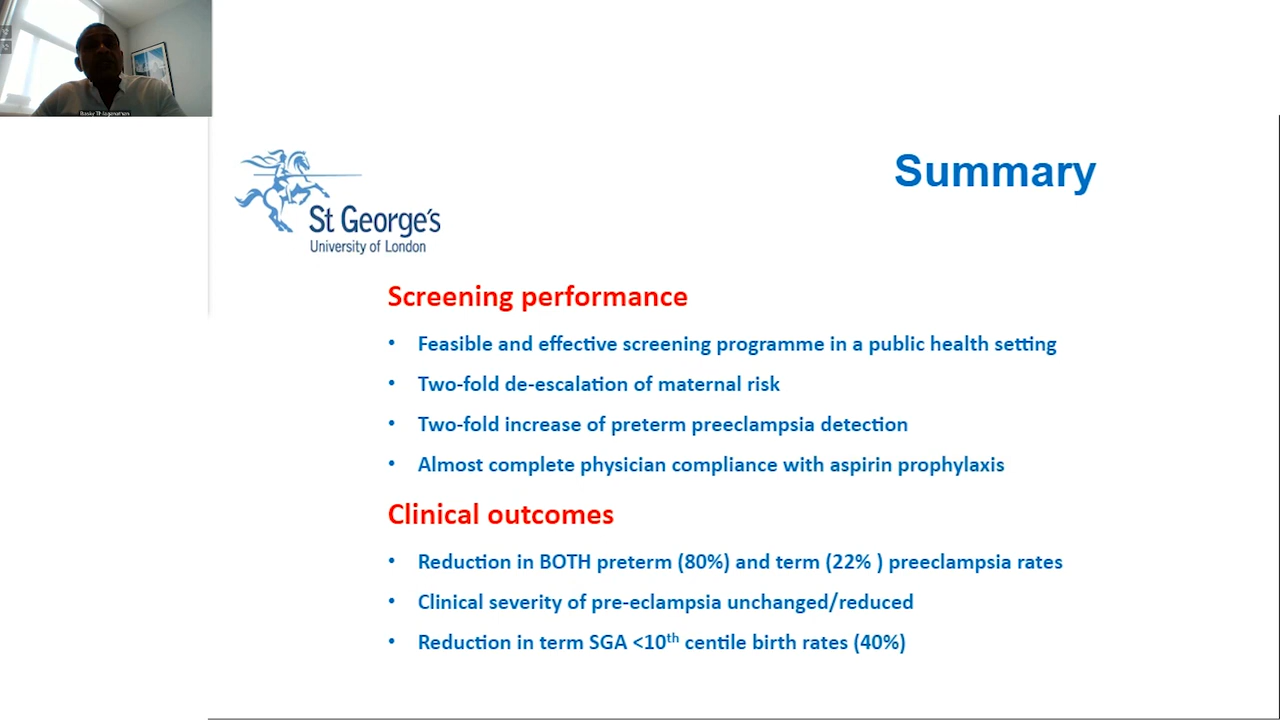 Summary
St George's
University of London
Screening performance
• Feasible and effective screening programme in a public health setting
• Two-fold de-escalation of maternal risk
• Two-fold increase of preterm preeclampsia detection
• Almost complete physician compliance with aspirin prophylaxis
Clinical outcomes
• Reduction in BOTH preterm (80%) and term (22% ) preeclampsia rates
• Clinical severity of pre-eclampsia unchanged/reduced
• Reduction in term SGA <10th centile birth rates (40%)